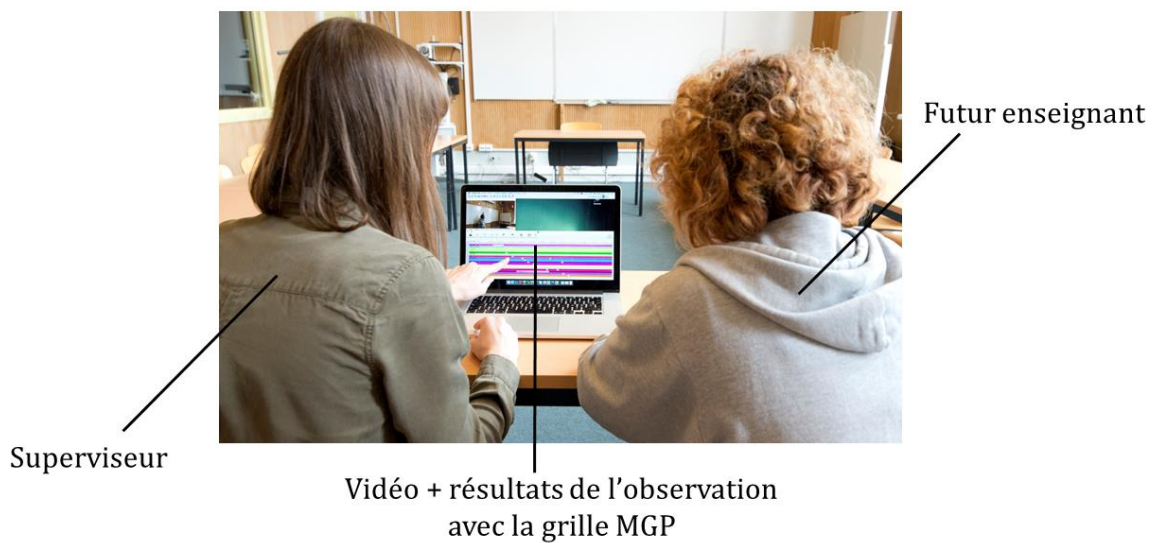 Futur enseignant
Superviseur
Vidéo + résultats de l’observation
avec la grille MGP